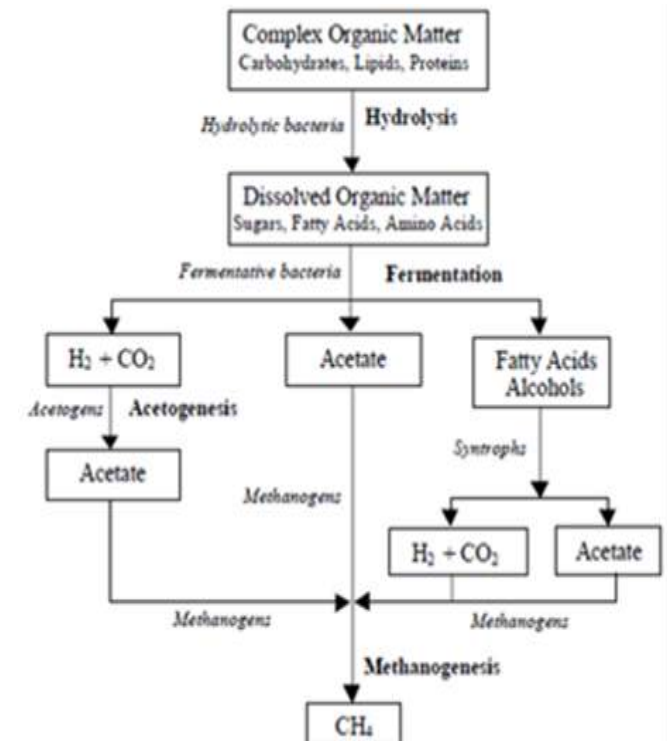 Complex Organic Matter
Carbohydrates, Lipids, Proteins
Hydrolytic bacteria
Hydrolysis
Dissolved Organic Matter
Sugars, Fatty Acids, Amino Acids
Fermentative bacteria
Fermentation
H₂ + CO₂
Acetate
Fatty Acids
Alcohols
Acetogens
Acetogenesis
Syntrophs
Acetate
Methanogens
H₂ + CO₂
Acetate
Methanogens
Methanogens
Methanogenesis
CH₄